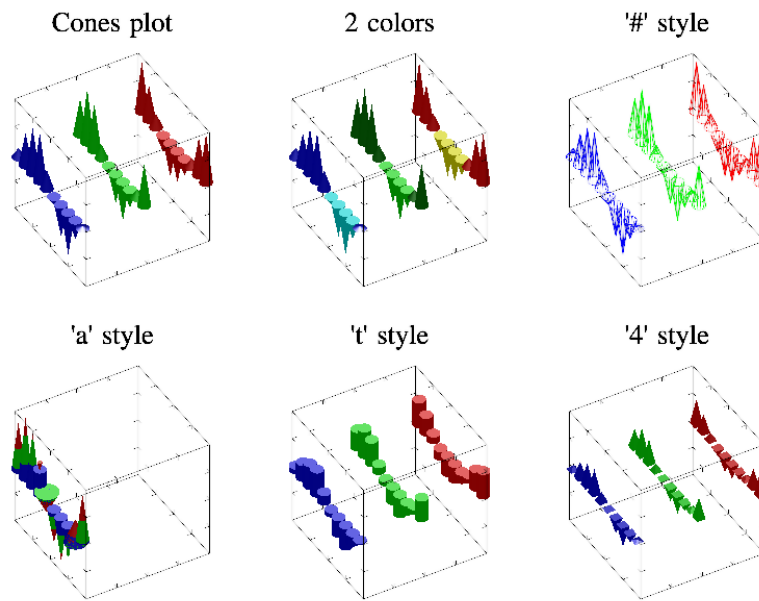 Cones plot
2 colors
'#' style
'a' style
't' style
'4' style